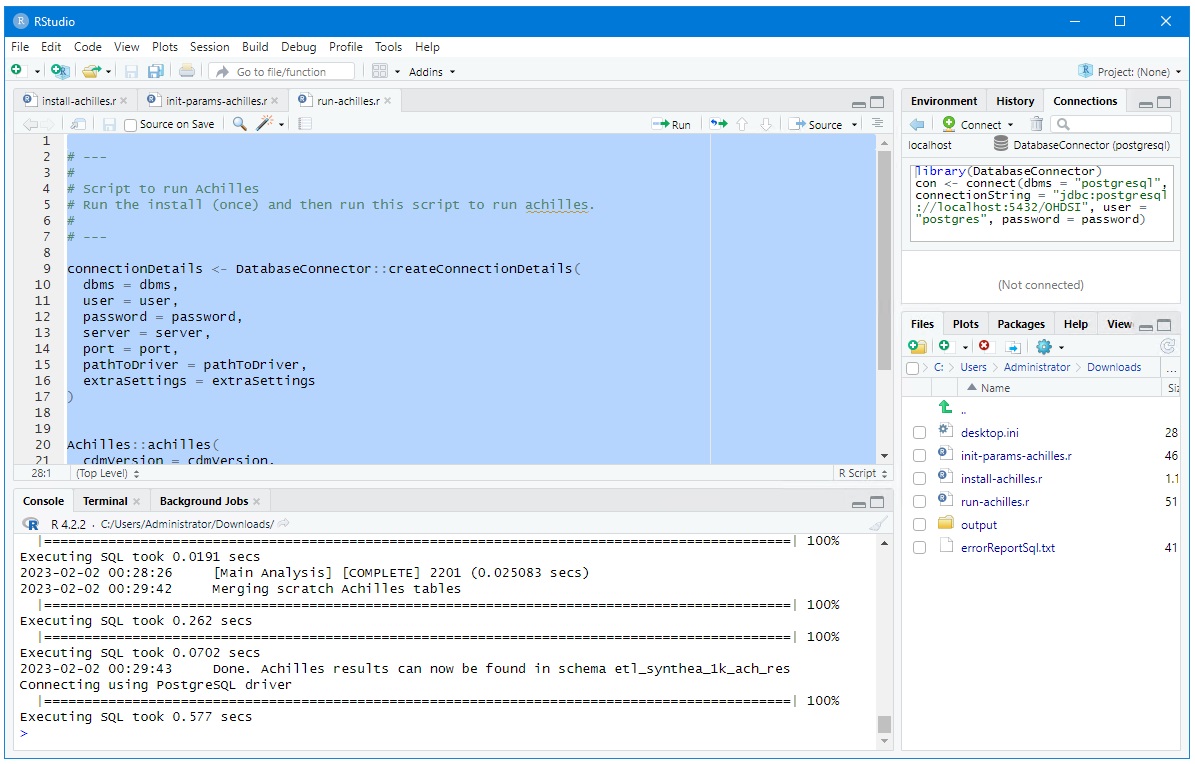 RStudio
File Edit Code View Plots Session Build Debug Profile Tools Help
Go to file/function
Addins
Project: (None)
install-achilles.r
init-params-achilles.r
run-achilles.r
Source on Save
Run
Source
1
2 # ---
3 #
4 # Script to run Achilles
5 # Run the install (once) and then run this script to run achilles.
6 #
7 # ---
8
9 connectionDetails <- DatabaseConnector::createConnectionDetails(
10 dbms = dbms,
11 user = user,
12 password = password,
13 server = server,
14 port = port,
15 pathToDriver = pathToDriver,
16 extraSettings = extraSettings
17 )
18
19
20 Achilles::achilles(
21 cdmVersion = cdmVersion,
28:1 (Top Level) R Script
Console Terminal Background Jobs
R 4.2.2 · C:/Users/Administrator/Downloads/
|======================================================================================| 100%
Executing SQL took 0.0191 secs
2023-02-02 00:28:26 [Main Analysis] [COMPLETE] 2201 (0.025083 secs)
2023-02-02 00:29:42 Merging scratch Achilles tables
|======================================================================================| 100%
Executing SQL took 0.262 secs
|======================================================================================| 100%
Executing SQL took 0.0702 secs
2023-02-02 00:29:43 Done. Achilles results can now be found in schema etl_synthea_1k_ach_res
Connecting using PostgreSQL driver
|======================================================================================| 100%
Executing SQL took 0.577 secs
>
Environment History Connections
Connect
localhost DatabaseConnector (postgresql)
library(DatabaseConnector)
con <- connect(dbms = "postgresql",
connectionString = "jdbc:postgresql
://localhost:5432/OHDSI", user =
"postgres", password = password)
(Not connected)
Files Plots Packages Help View
C: Users Administrator Downloads ...
Name Siz
..
desktop.ini 28
init-params-achilles.r 46
install-achilles.r 1.1
run-achilles.r 51
output
errorReportSql.txt 41